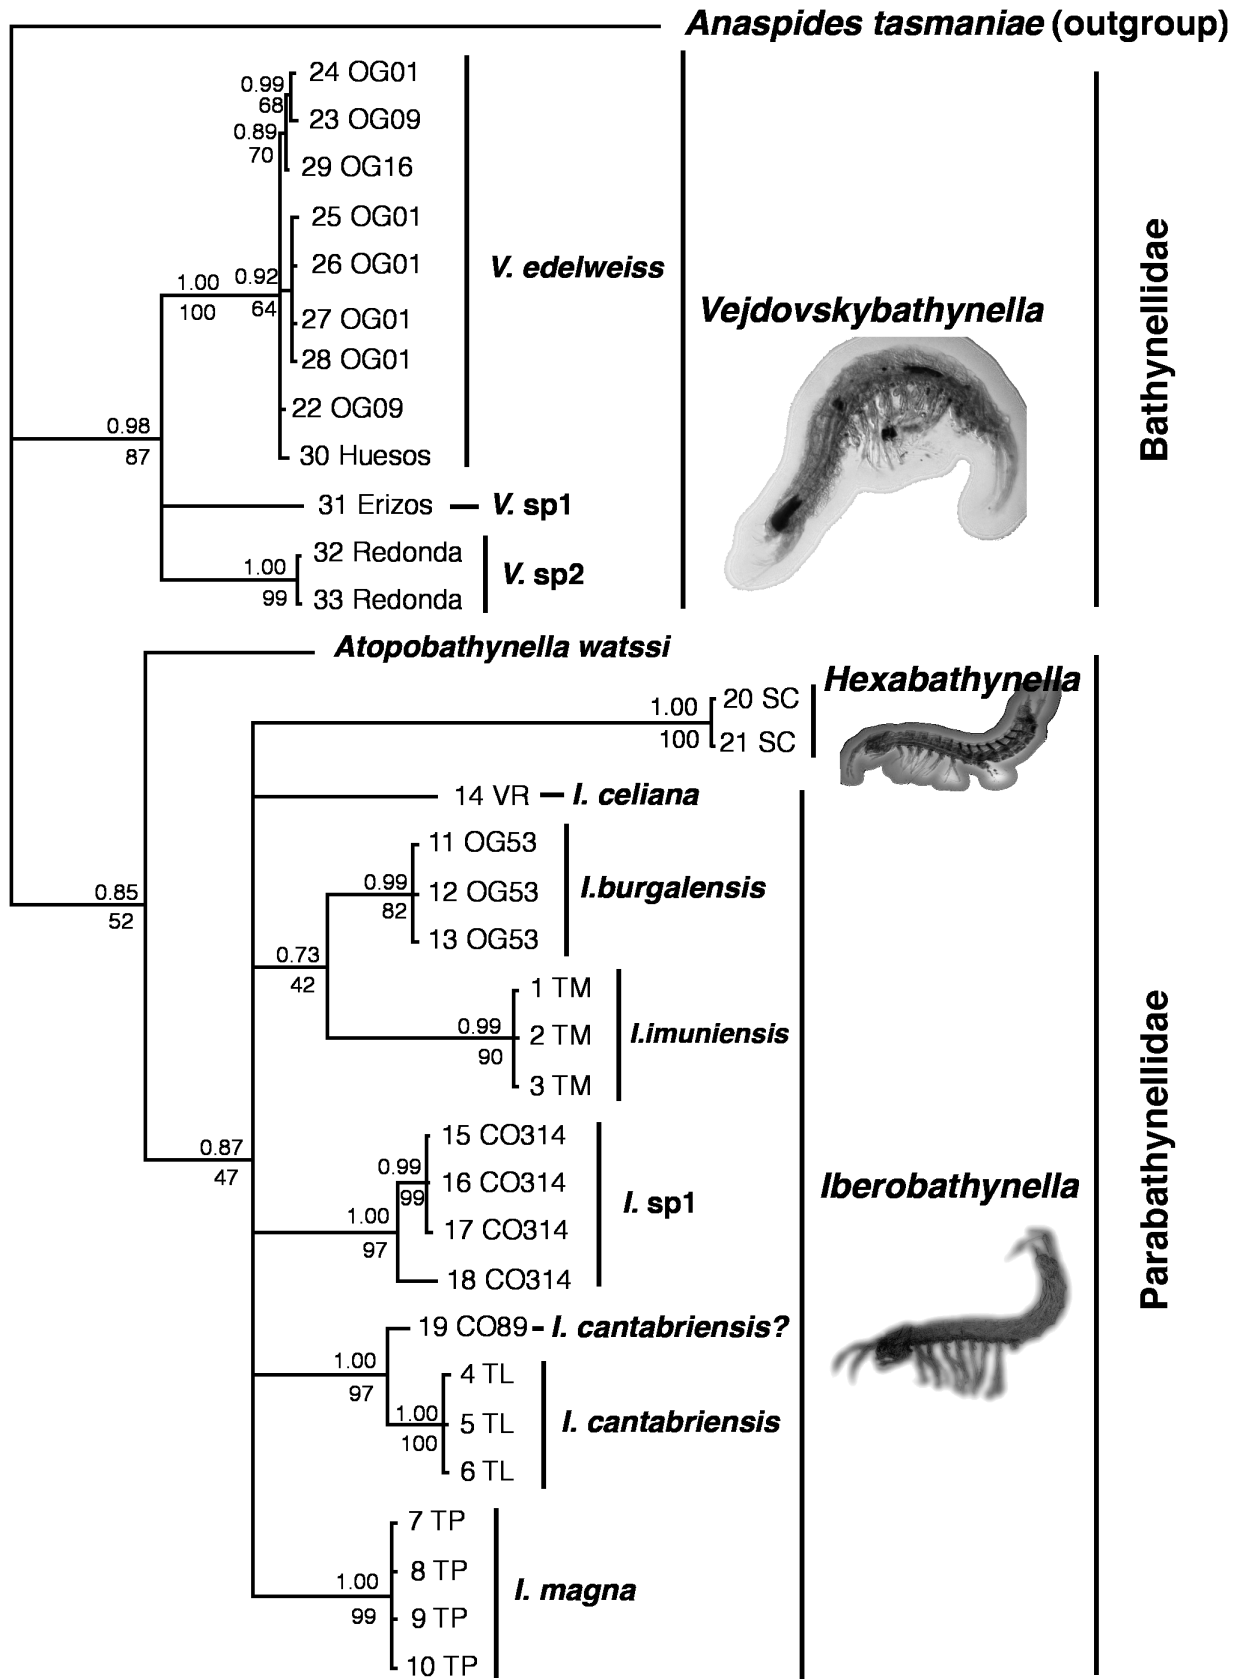 Anaspides tasmaniae (outgroup)
24 OG01
0.99
68
23 OG09
0.89
70
29 OG16
25 OG01
26 OG01
V. edelweiss
1.00
100
0.92
64
27 OG01
28 OG01
22 OG09
30 Huesos
Vejdovskybathynella
Bathynellidae
0.98
87
31 Erizos
V. sp1
32 Redonda
1.00
99
33 Redonda
V. sp2
Atopobathynella watssi
Hexabathynella
1.00
100
20 SC
21 SC
14 VR
I. celiana
11 OG53
0.99
82
12 OG53
13 OG53
I.burgalensis
0.85
52
0.73
42
1 TM
0.99
90
2 TM
3 TM
I.imuniensis
Parabathynellidae
0.87
47
15 CO314
0.99
99
16 CO314
17 CO314
1.00
97
18 CO314
I. sp1
Iberobathynella
19 CO89
I. cantabriensis?
1.00
97
4 TL
1.00
100
5 TL
6 TL
I. cantabriensis
7 TP
8 TP
1.00
99
9 TP
10 TP
I. magna